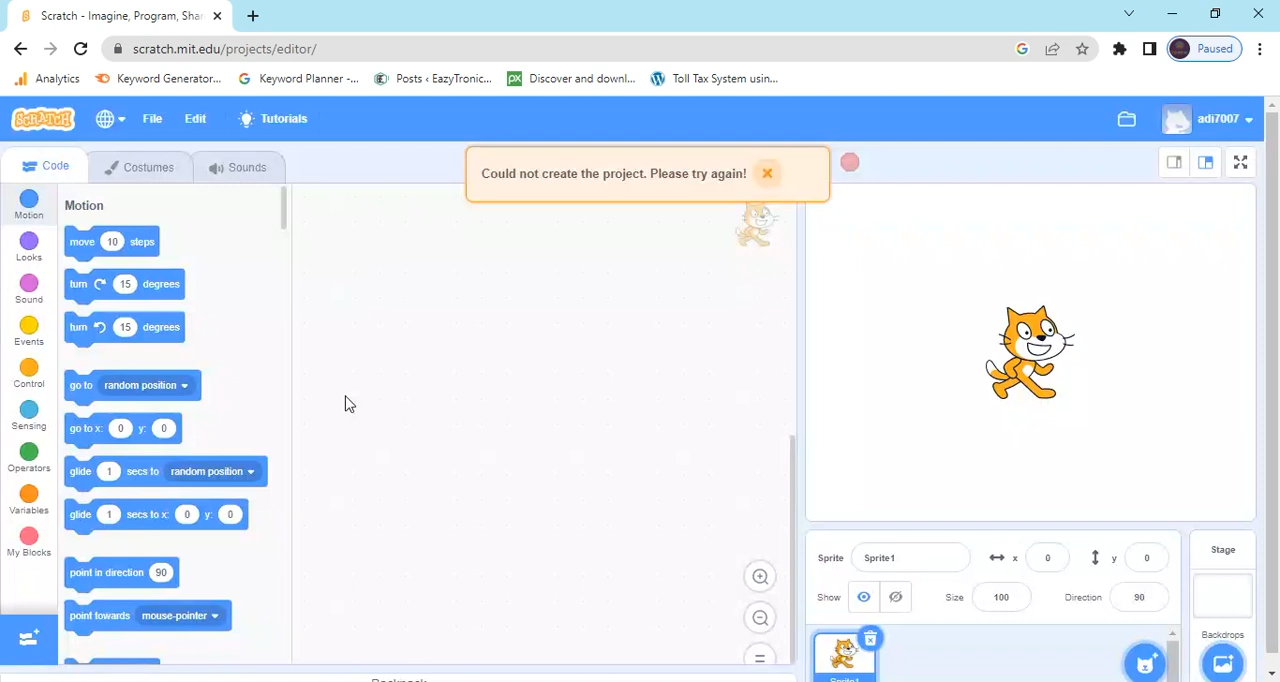 Scratch - Imagine, Program, Shar
scratch.mit.edu/projects/editor/
Paused
Analytics
Keyword Generator...
Keyword Planner -...
Posts ‹ EazyTronic...
Discover and downl...
Toll Tax System usin...
SCRATCH
File
Edit
Tutorials
adi7007
Code
Costumes
Sounds
Could not create the project. Please try again!
Motion
Looks
Sound
Events
Control
Sensing
Operators
Variables
My Blocks
Motion
move 10 steps
turn 15 degrees
turn 15 degrees
go to random position
go to x: 0 y: 0
glide 1 secs to random position
glide 1 secs to x: 0 y: 0
point in direction 90
point towards mouse-pointer
Backpack
Sprite Sprite1 x 0 y 0
Show Size 100 Direction 90
Sprite1
Stage
Backdrops